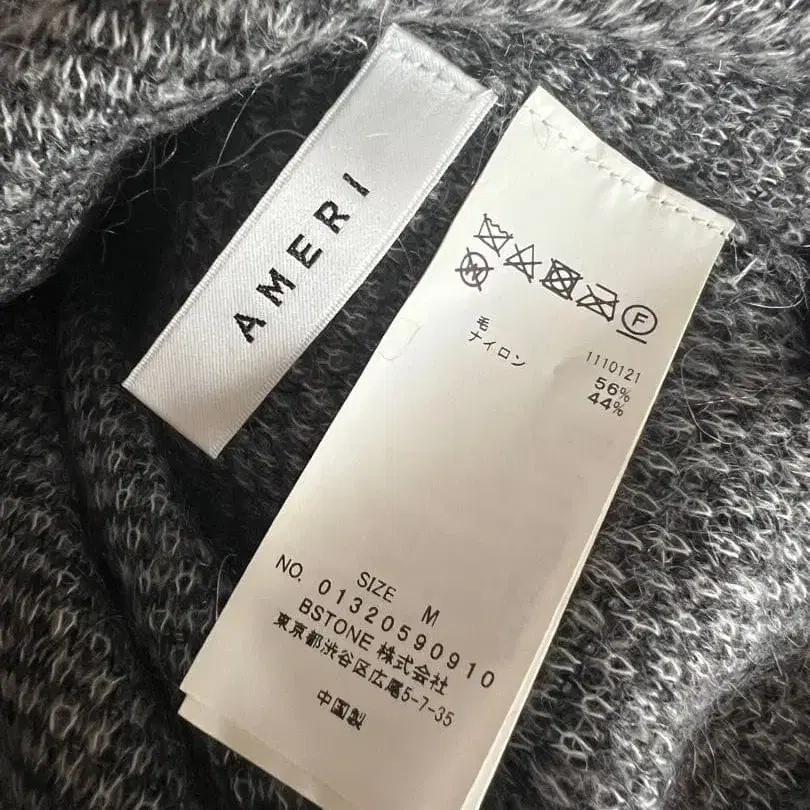 AMERI
F
1110121
毛 56%
ナイロン 44%
SIZE M
NO. 01320590910
BSTONE 株式会社
東京都渋谷区広尾5-7-35
中国製